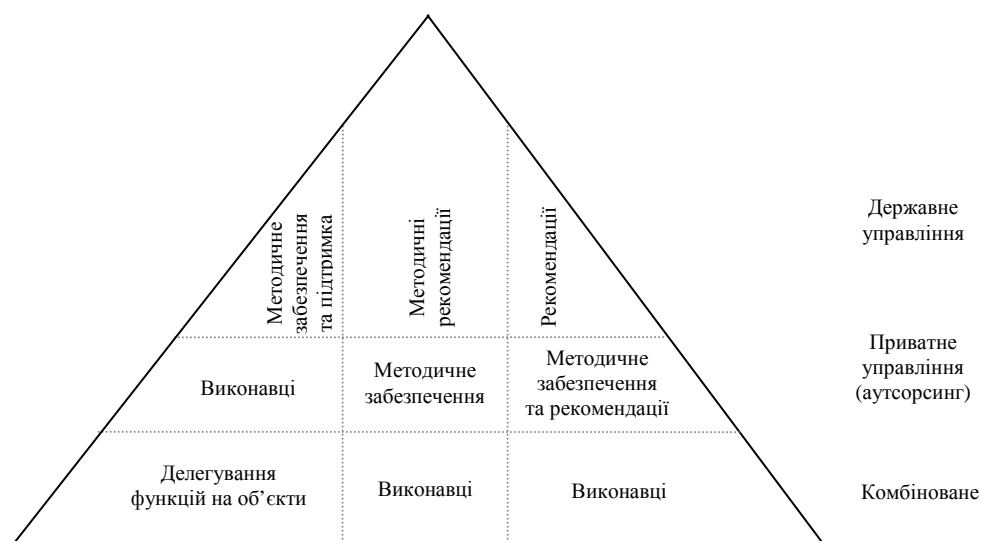 Методичне
забезпечення
та підтримка
Методичні
рекомендації
Рекомендації
Державне
управління
Виконавці
Методичне
забезпечення
Методичне
забезпечення
та рекомендації
Приватне
управління
(аутсорсинг)
Делегування
функцій на об’єкти
Виконавці
Виконавці
Комбіноване